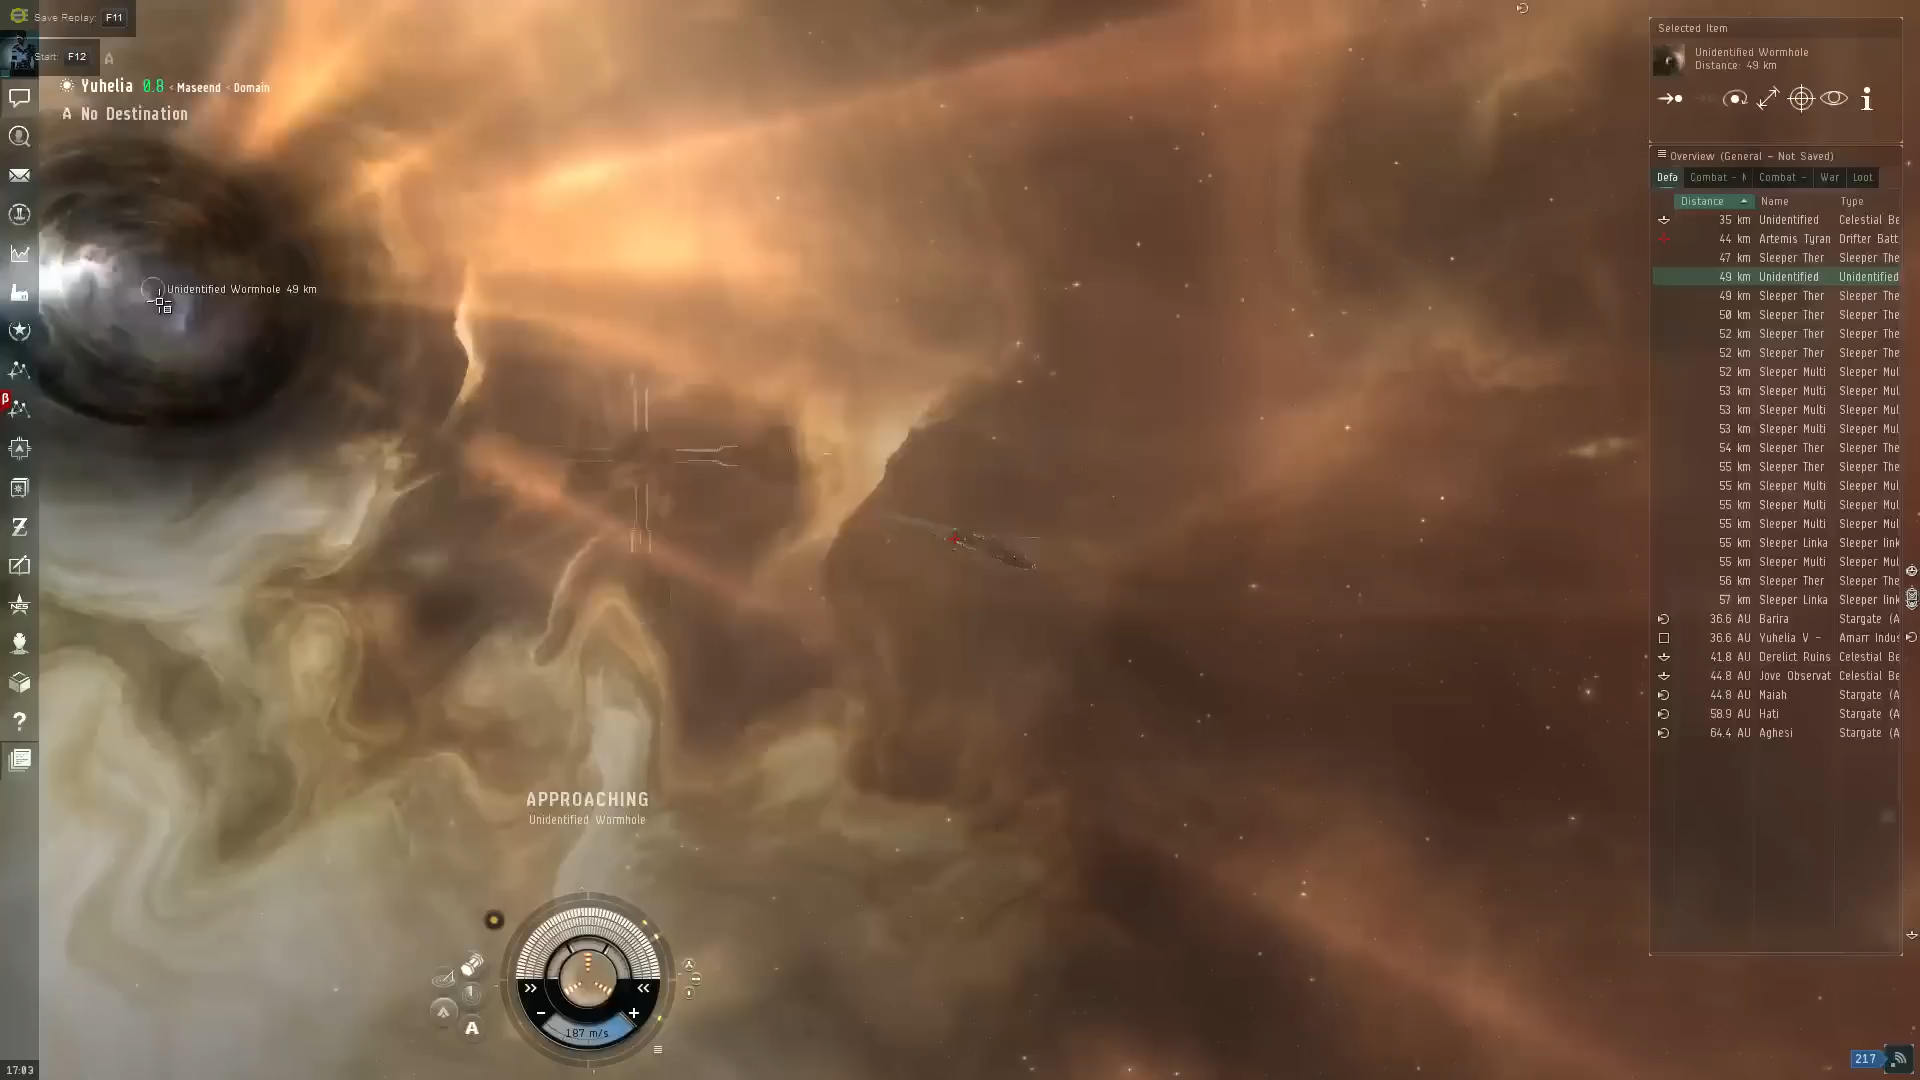 Save Replay: F11
Start: F12
Yuhelia 0.8 < Maseend < Domain
No Destination
Unidentified Wormhole 49 km
APPROACHING
Unidentified Wormhole
187 m/s
17:03
Selected Item
Unidentified Wormhole
Distance: 49 km
Overview (General - Not Saved)
Defa Combat - N Combat - War Loot
Distance Name Type
35 km Unidentified Celestial Be
44 km Artemis Tyran Drifter Batt
47 km Sleeper Ther Sleeper The
49 km Unidentified Unidentified
49 km Sleeper Ther Sleeper The
50 km Sleeper Ther Sleeper The
52 km Sleeper Ther Sleeper The
52 km Sleeper Ther Sleeper The
52 km Sleeper Multi Sleeper Mul
53 km Sleeper Multi Sleeper Mul
53 km Sleeper Multi Sleeper Mul
53 km Sleeper Multi Sleeper Mul
54 km Sleeper Ther Sleeper The
55 km Sleeper Ther Sleeper The
55 km Sleeper Multi Sleeper Mul
55 km Sleeper Multi Sleeper Mul
55 km Sleeper Multi Sleeper Mul
55 km Sleeper Linka Sleeper link
55 km Sleeper Multi Sleeper Mul
56 km Sleeper Ther Sleeper The
57 km Sleeper Linka Sleeper link
36.6 AU Barira Stargate (A
36.6 AU Yuhelia V - Amarr Indus
41.8 AU Derelict Ruins Celestial Be
44.8 AU Jove Observat Celestial Be
44.8 AU Maiah Stargate (A
58.9 AU Hati Stargate (A
64.4 AU Aghesi Stargate (A
217